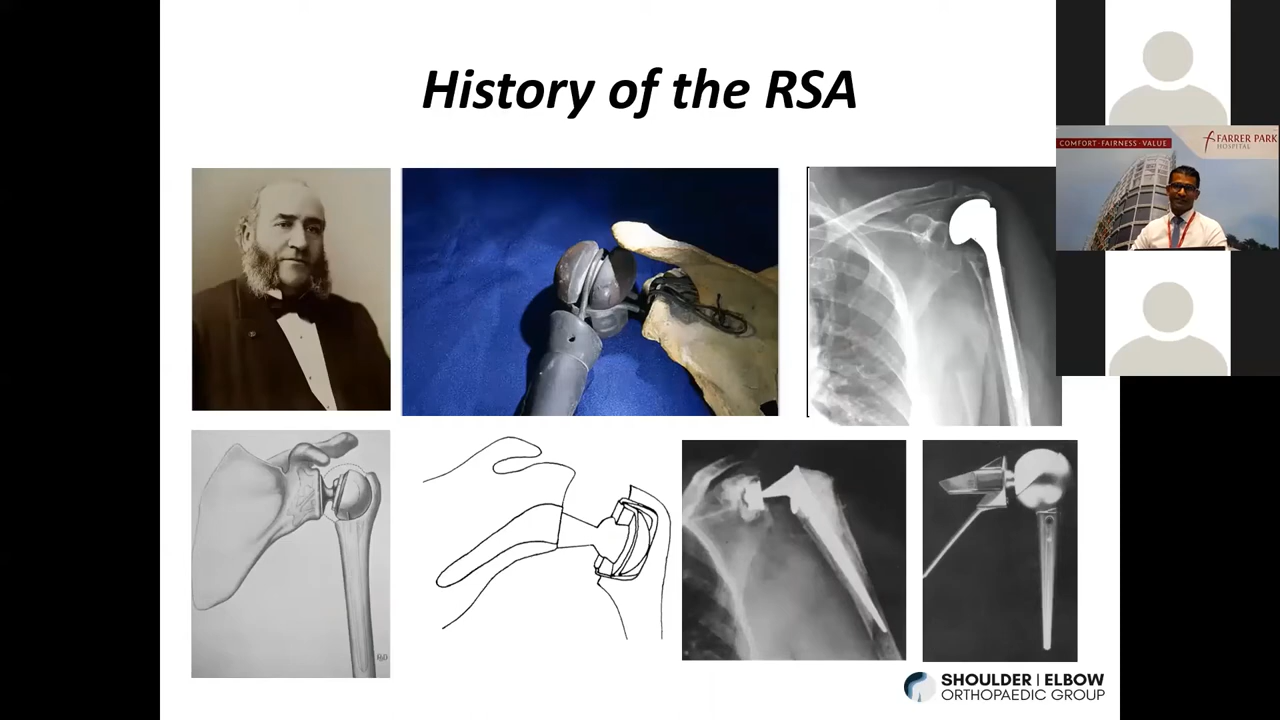 History of the RSA
COMFORT · FAIRNESS · VALUE
FARRER PARK
HOSPITAL
SHOULDER | ELBOW
ORTHOPAEDIC GROUP